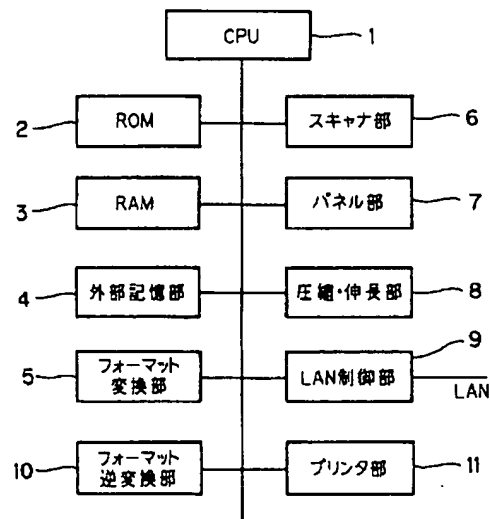 CPU
1
2
ROM
スキャナ部
6
3
RAM
パネル部
7
4
外部記憶部
圧縮・伸長部
8
5
フォーマット
変換部
LAN制御部
9
LAN
10
フォーマット
逆変換部
プリンタ部
11